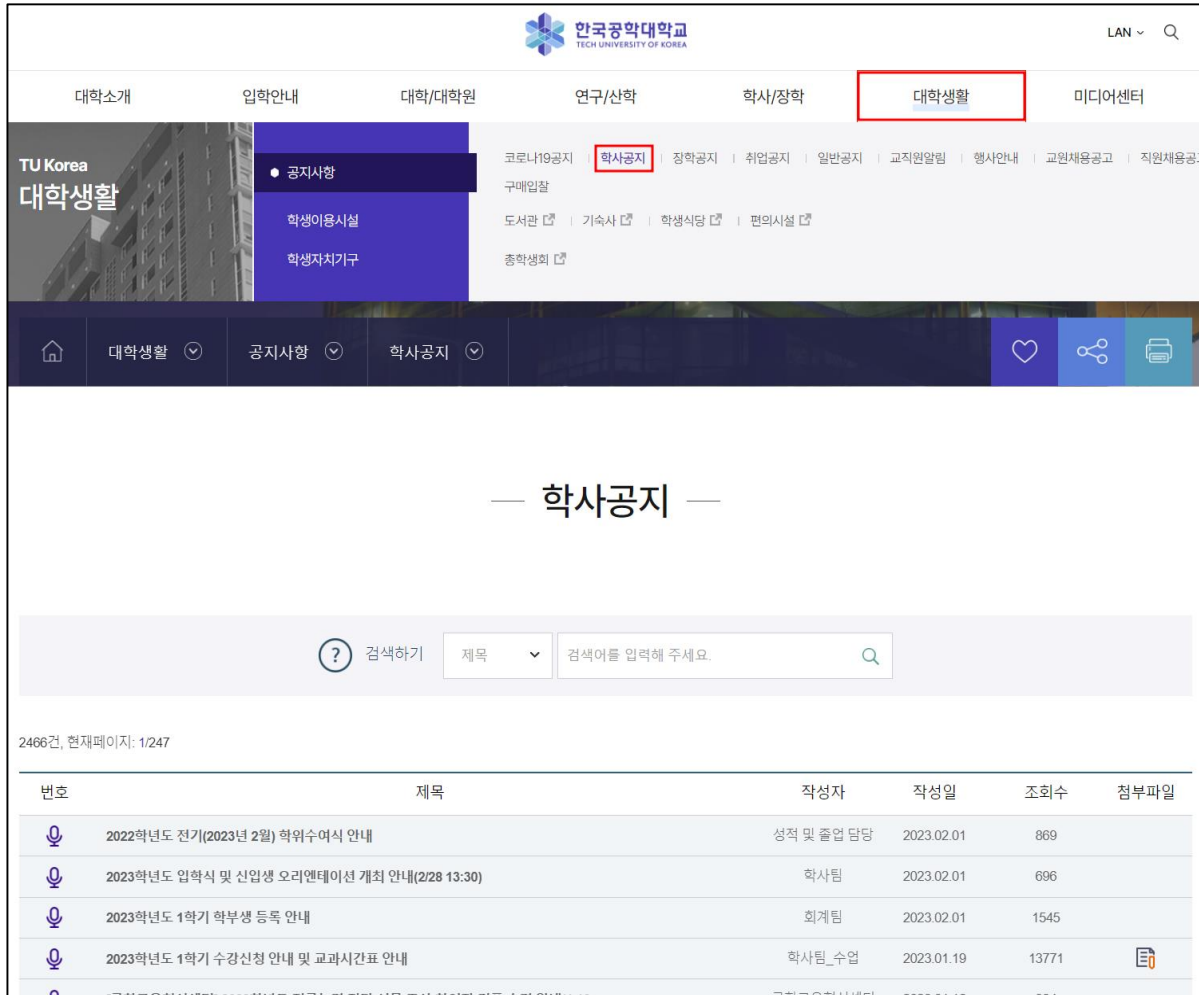 한국공학대학교
TECH UNIVERSITY OF KOREA
LAN
대학소개 입학안내 대학/대학원 연구/산학 학사/장학 대학생활 미디어센터
TU Korea
대학생활
공지사항
학생이용시설
학생자치기구
코로나19공지 학사공지 장학공지 취업공지 일반공지 교직원알림 행사안내 교원채용공고 직원채용공고
구매입찰
도서관 기숙사 학생식당 편의시설
총학생회
대학생활 공지사항 학사공지
학사공지
? 검색하기 제목 검색어를 입력해 주세요.
2466건, 현재페이지: 1/247
번호 제목 작성자 작성일 조회수 첨부파일
2022학년도 전기(2023년 2월) 학위수여식 안내 성적 및 졸업 담당 2023.02.01 869
2023학년도 입학식 및 신입생 오리엔테이션 개최 안내(2/28 13:30) 학사팀 2023.02.01 696
2023학년도 1학기 학부생 등록 안내 회계팀 2023.02.01 1545
2023학년도 1학기 수강신청 안내 및 교과시간표 안내 학사팀_수업 2023.01.19 13771